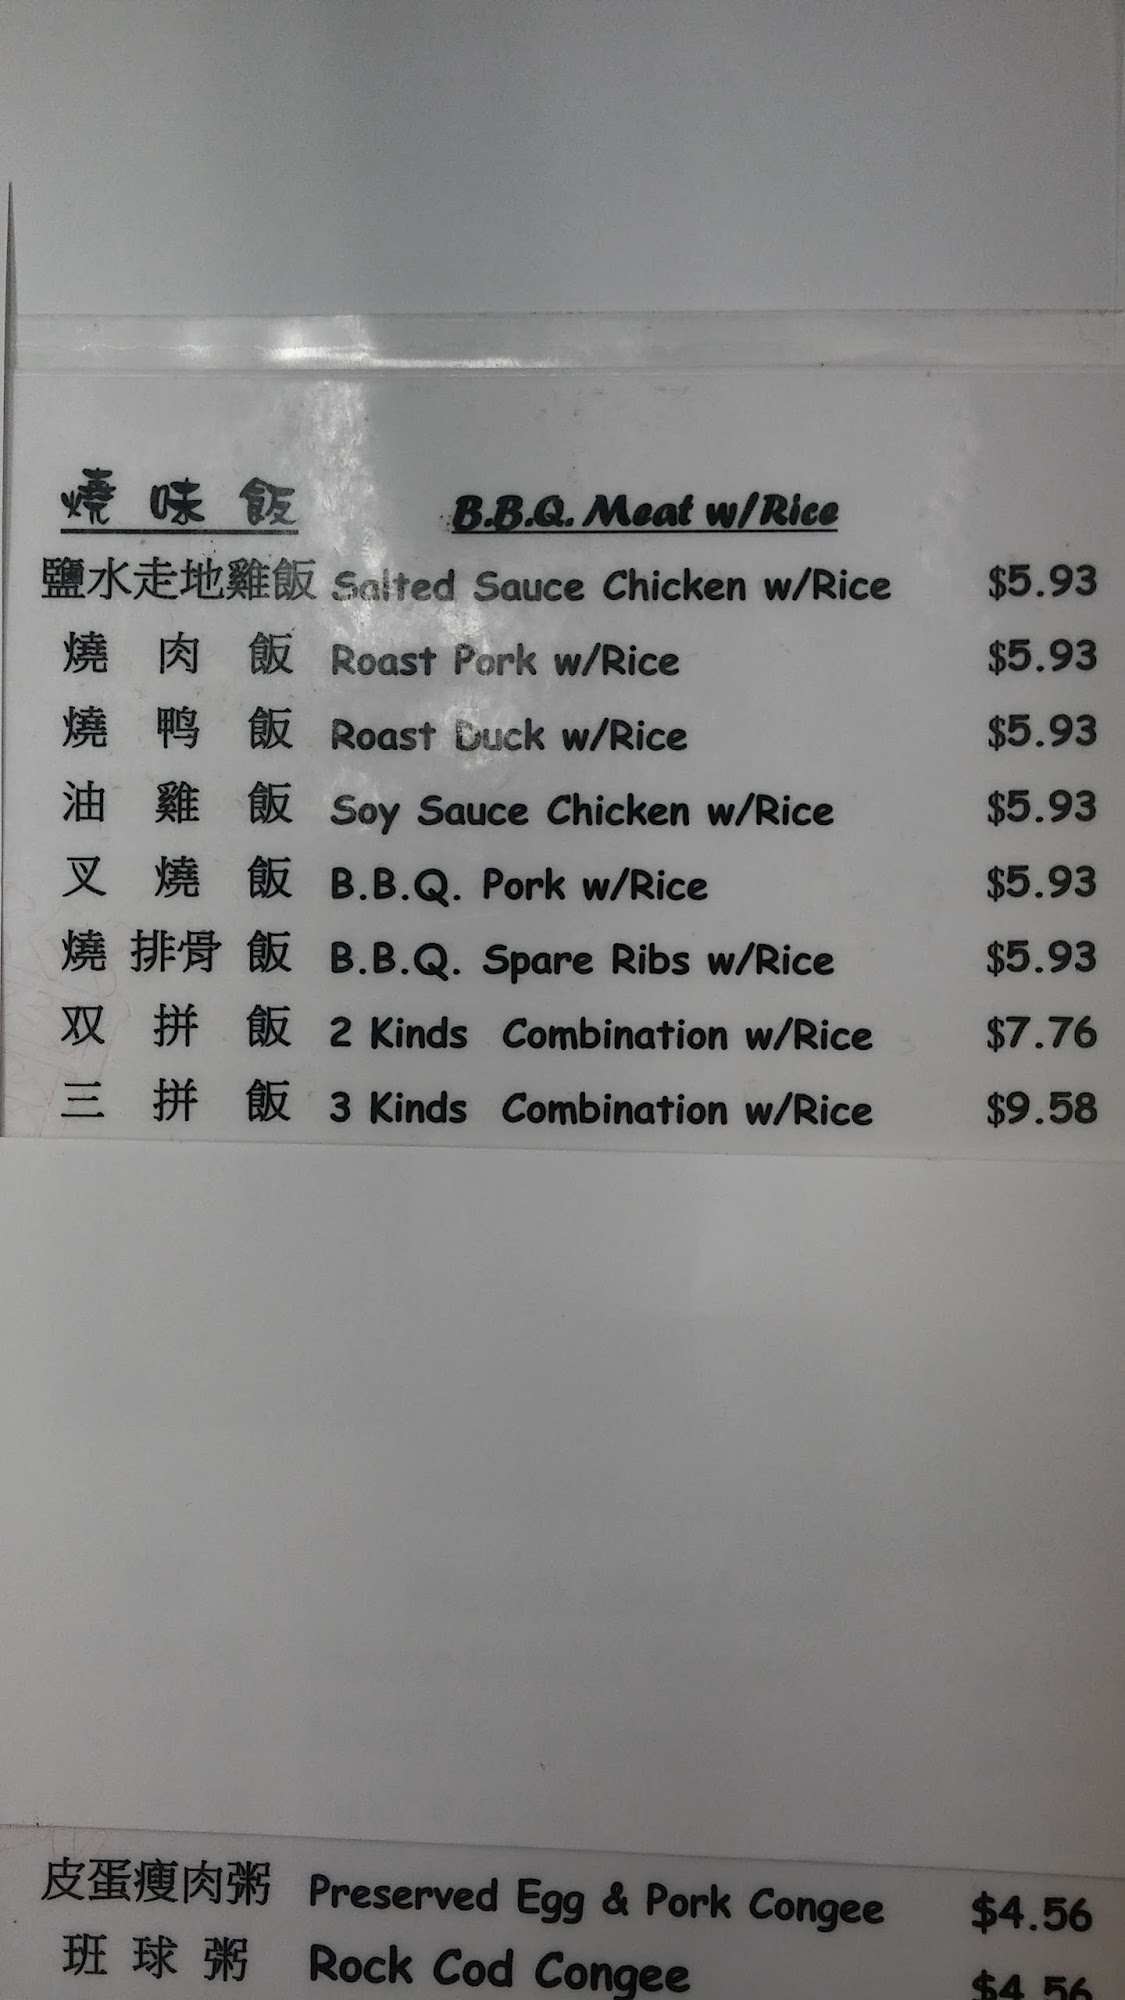 燒味飯 B.B.Q. Meat w/Rice
鹽水走地雞飯 Salted Sauce Chicken w/Rice $5.93
燒肉飯 Roast Pork w/Rice $5.93
燒鸭飯 Roast Duck w/Rice $5.93
油雞飯 Soy Sauce Chicken w/Rice $5.93
叉燒飯 B.B.Q. Pork w/Rice $5.93
燒排骨飯 B.B.Q. Spare Ribs w/Rice $5.93
双拼飯 2 Kinds Combination w/Rice $7.76
三拼飯 3 Kinds Combination w/Rice $9.58
皮蛋瘦肉粥 Preserved Egg & Pork Congee $4.56
班球粥 Rock Cod Congee $4.56